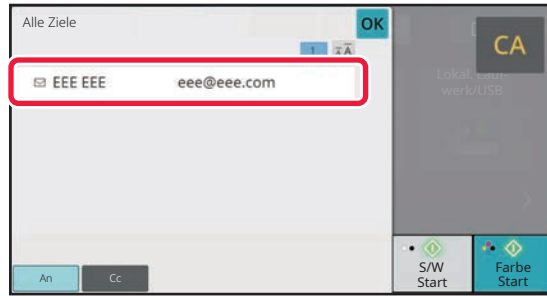 Alle Ziele
OK
CA
1
EEE EEE eee@eee.com
Lokal. Lauf-
werk/USB
An
Cc
S/W
Start
Farbe
Start